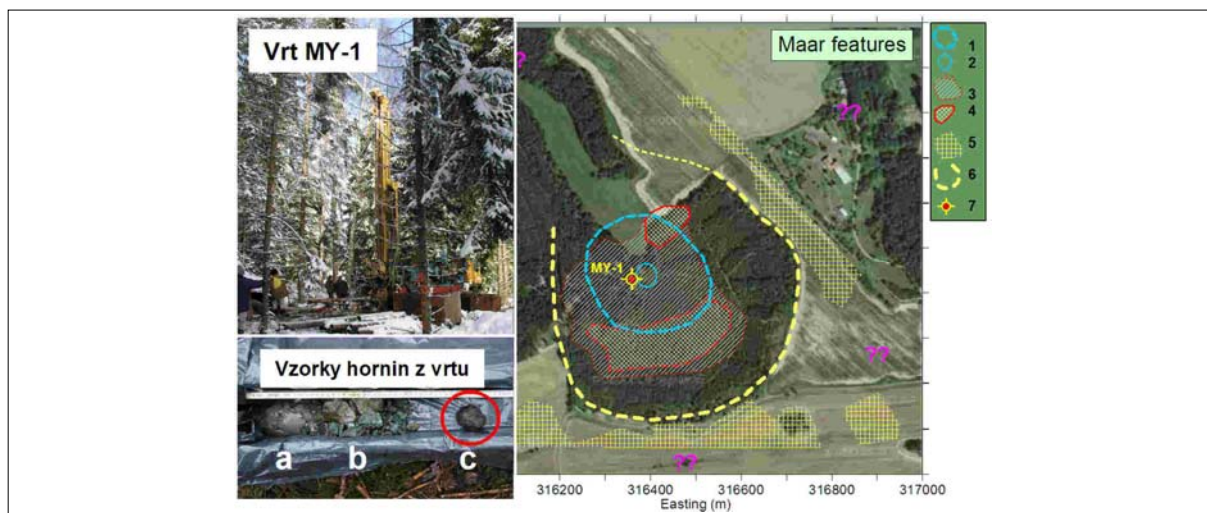 Vrt MY-1
Vzorky hornin z vrtu
a b c
Maar features
?
??
MY-1
??
??
1
2
3
4
5
6
7
316200 316400 316600 316800 317000
Easting (m)